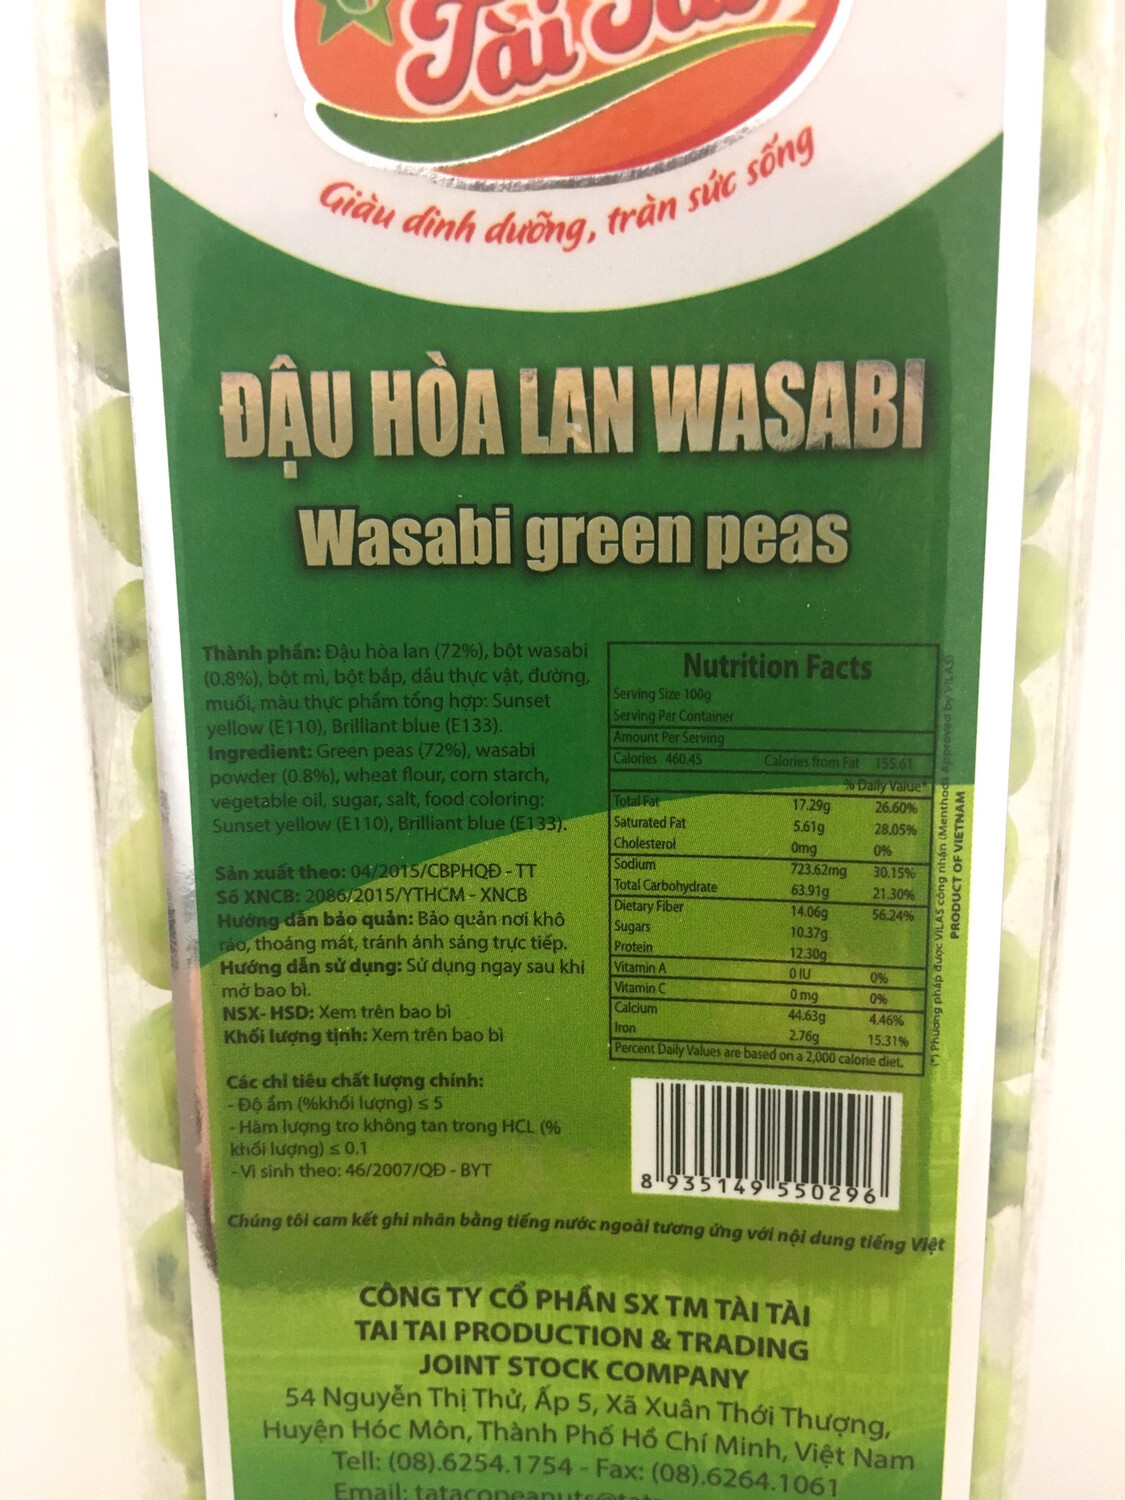 Tài Tài
Giàu dinh dưỡng, tràn sức sống
ĐẬU HÒA LAN WASABI
Wasabi green peas
Thành phần: Đậu hòa lan (72%), bột wasabi
(0.8%), bột mì, bột bắp, dầu thực vật, đường,
muối, màu thực phẩm tổng hợp: Sunset
yellow (E110), Brilliant blue (E133).
Ingredient: Green peas (72%), wasabi
powder (0.8%), wheat flour, corn starch,
vegetable oil, sugar, salt, food coloring:
Sunset yellow (E110), Brilliant blue (E133).
Sản xuất theo: 04/2015/CBPHQĐ - TT
Số XNCB: 2086/2015/YTHCM - XNCB
Hướng dẫn bảo quản: Bảo quản nơi khô
ráo, thoáng mát, tránh ánh sáng trực tiếp.
Hướng dẫn sử dụng: Sử dụng ngay sau khi
mở bao bì.
NSX- HSD: Xem trên bao bì
Khối lượng tịnh: Xem trên bao bì
Các chỉ tiêu chất lượng chính:
- Độ ẩm (%khối lượng) ≤ 5
- Hàm lượng tro không tan trong HCL (%
khối lượng) ≤ 0.1
- Vi sinh theo: 46/2007/QĐ - BYT
Nutrition Facts
Serving Size 100g
Serving Per Container
Amount Per Serving
Calories 460.45 Calories from Fat 155.61
% Daily Value*
Total Fat 17.29g 26.60%
Saturated Fat 5.61g 28.05%
Cholesterol 0mg 0%
Sodium 723.62mg 30.15%
Total Carbohydrate 63.91g 21.30%
Dietary Fiber 14.06g 56.24%
Sugars 10.37g
Protein 12.30g
Vitamin A 0 IU 0%
Vitamin C 0 mg 0%
Calcium 44.63g 4.46%
Iron 2.76g 15.31%
Percent Daily Values are based on a 2,000 calorie diet.
(*) Phương pháp được VILAS công nhận (Menthods Approved by VILAS)
PRODUCT OF VIETNAM
8 935149 550296
Chúng tôi cam kết ghi nhãn bằng tiếng nước ngoài tương ứng với nội dung tiếng Việt
CÔNG TY CỔ PHẦN SX TM TÀI TÀI
TAI TAI PRODUCTION & TRADING
JOINT STOCK COMPANY
54 Nguyễn Thị Thử, Ấp 5, Xã Xuân Thới Thượng,
Huyện Hóc Môn, Thành Phố Hồ Chí Minh, Việt Nam
Tell: (08).6254.1754 - Fax: (08).6264.1061
Email: